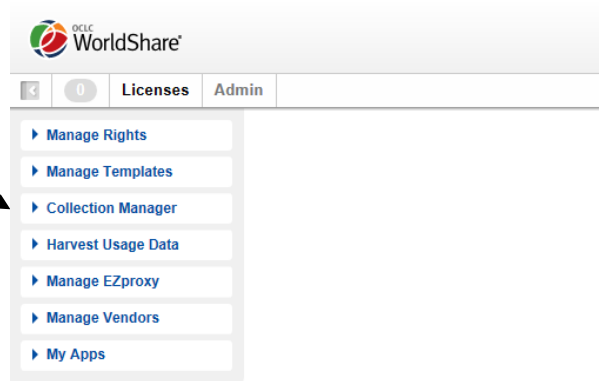 OCLC
WorldShare®
0 Licenses Admin
Manage Rights
Manage Templates
Collection Manager
Harvest Usage Data
Manage EZproxy
Manage Vendors
My Apps